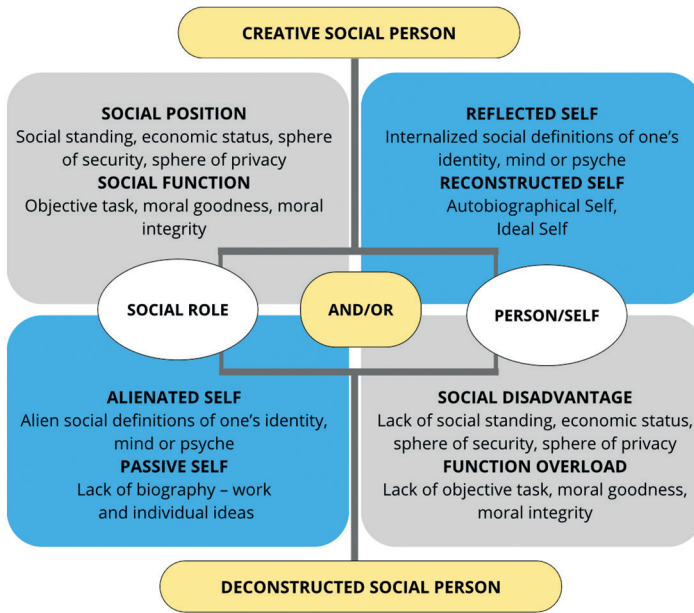 CREATIVE SOCIAL PERSON
SOCIAL POSITION
Social standing, economic status, sphere
of security, sphere of privacy
SOCIAL FUNCTION
Objective task, moral goodness, moral
integrity
REFLECTED SELF
Internalized social definitions of one's
identity, mind or psyche
RECONSTRUCTED SELF
Autobiographical Self,
Ideal Self
SOCIAL ROLE
AND/OR
PERSON/SELF
ALIENATED SELF
Alien social definitions of one's identity,
mind or psyche
PASSIVE SELF
Lack of biography – work
and individual ideas
SOCIAL DISADVANTAGE
Lack of social standing, economic status,
sphere of security, sphere of privacy
FUNCTION OVERLOAD
Lack of objective task, moral goodness,
moral integrity
DECONSTRUCTED SOCIAL PERSON